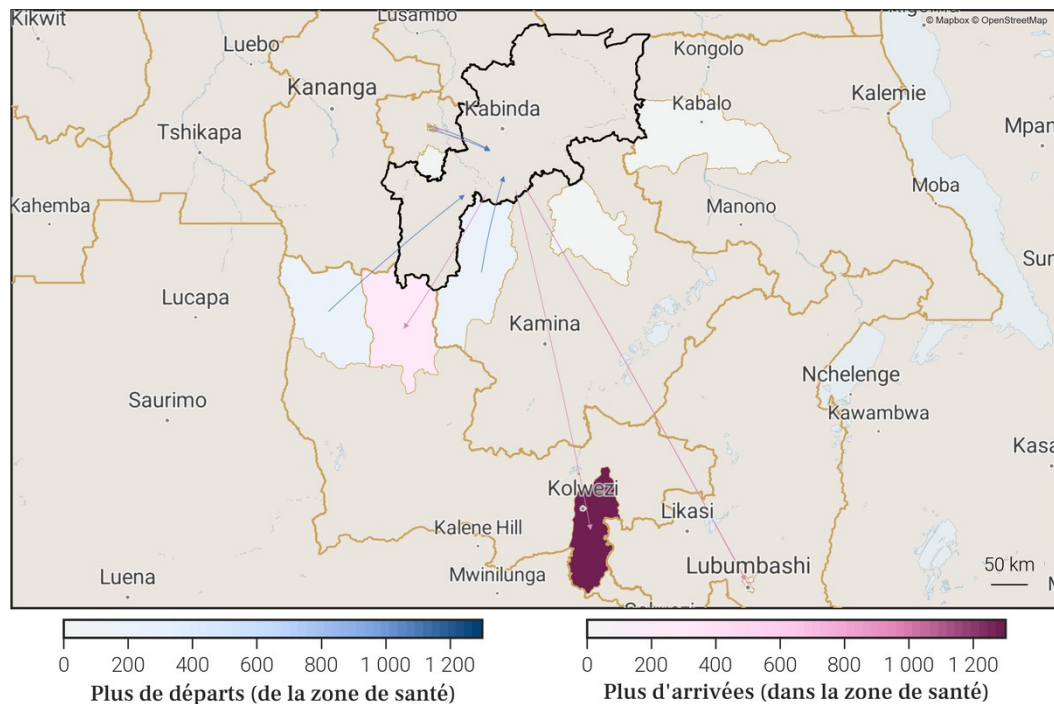 Kikwit
Lusambo
© Mapbox © OpenStreetMap
Luebo
Kongolo
Kananga
Kabinda
Kabalo
Kalemie
Tshikapa
Mpan
Moba
Kahemba
Manono
Sun
Lucapa
Kamina
Nchelenge
Saurimo
Kawambwa
Kasa
Kolwezi
Likasi
Kalene Hill
Luena
Mwinilunga
Lubumbashi
50 km
M
0 200 400 600 800 1 000 1 200
Plus de départs (de la zone de santé)
0 200 400 600 800 1 000 1 200
Plus d'arrivées (dans la zone de santé)